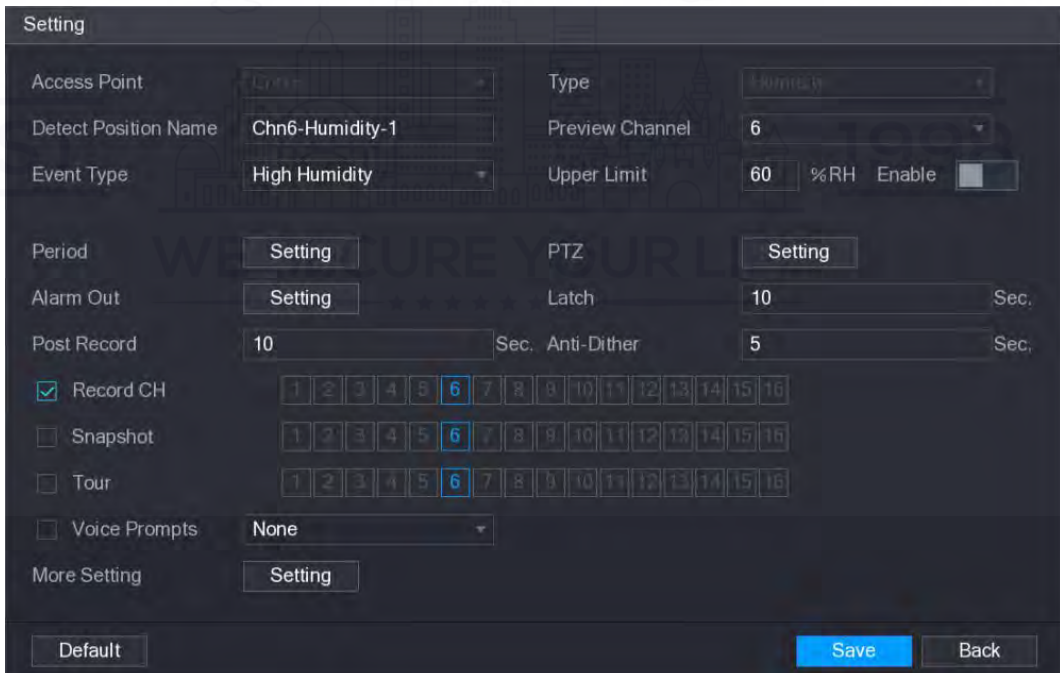 Setting
Access Point Type
Detect Position Name Chn6-Humidity-1 Preview Channel 6
Event Type High Humidity Upper Limit 60 %RH Enable
Period Setting PTZ Setting
Alarm Out Setting Latch 10 Sec.
Post Record 10 Sec. Anti-Dither 5 Sec.
Record CH 1 2 3 4 5 6 7 8 9 10 11 12 13 14 15 16
Snapshot 1 2 3 4 5 6 7 8 9 10 11 12 13 14 15 16
Tour 1 2 3 4 5 6 7 8 9 10 11 12 13 14 15 16
Voice Prompts None
More Setting Setting
Default Save Back